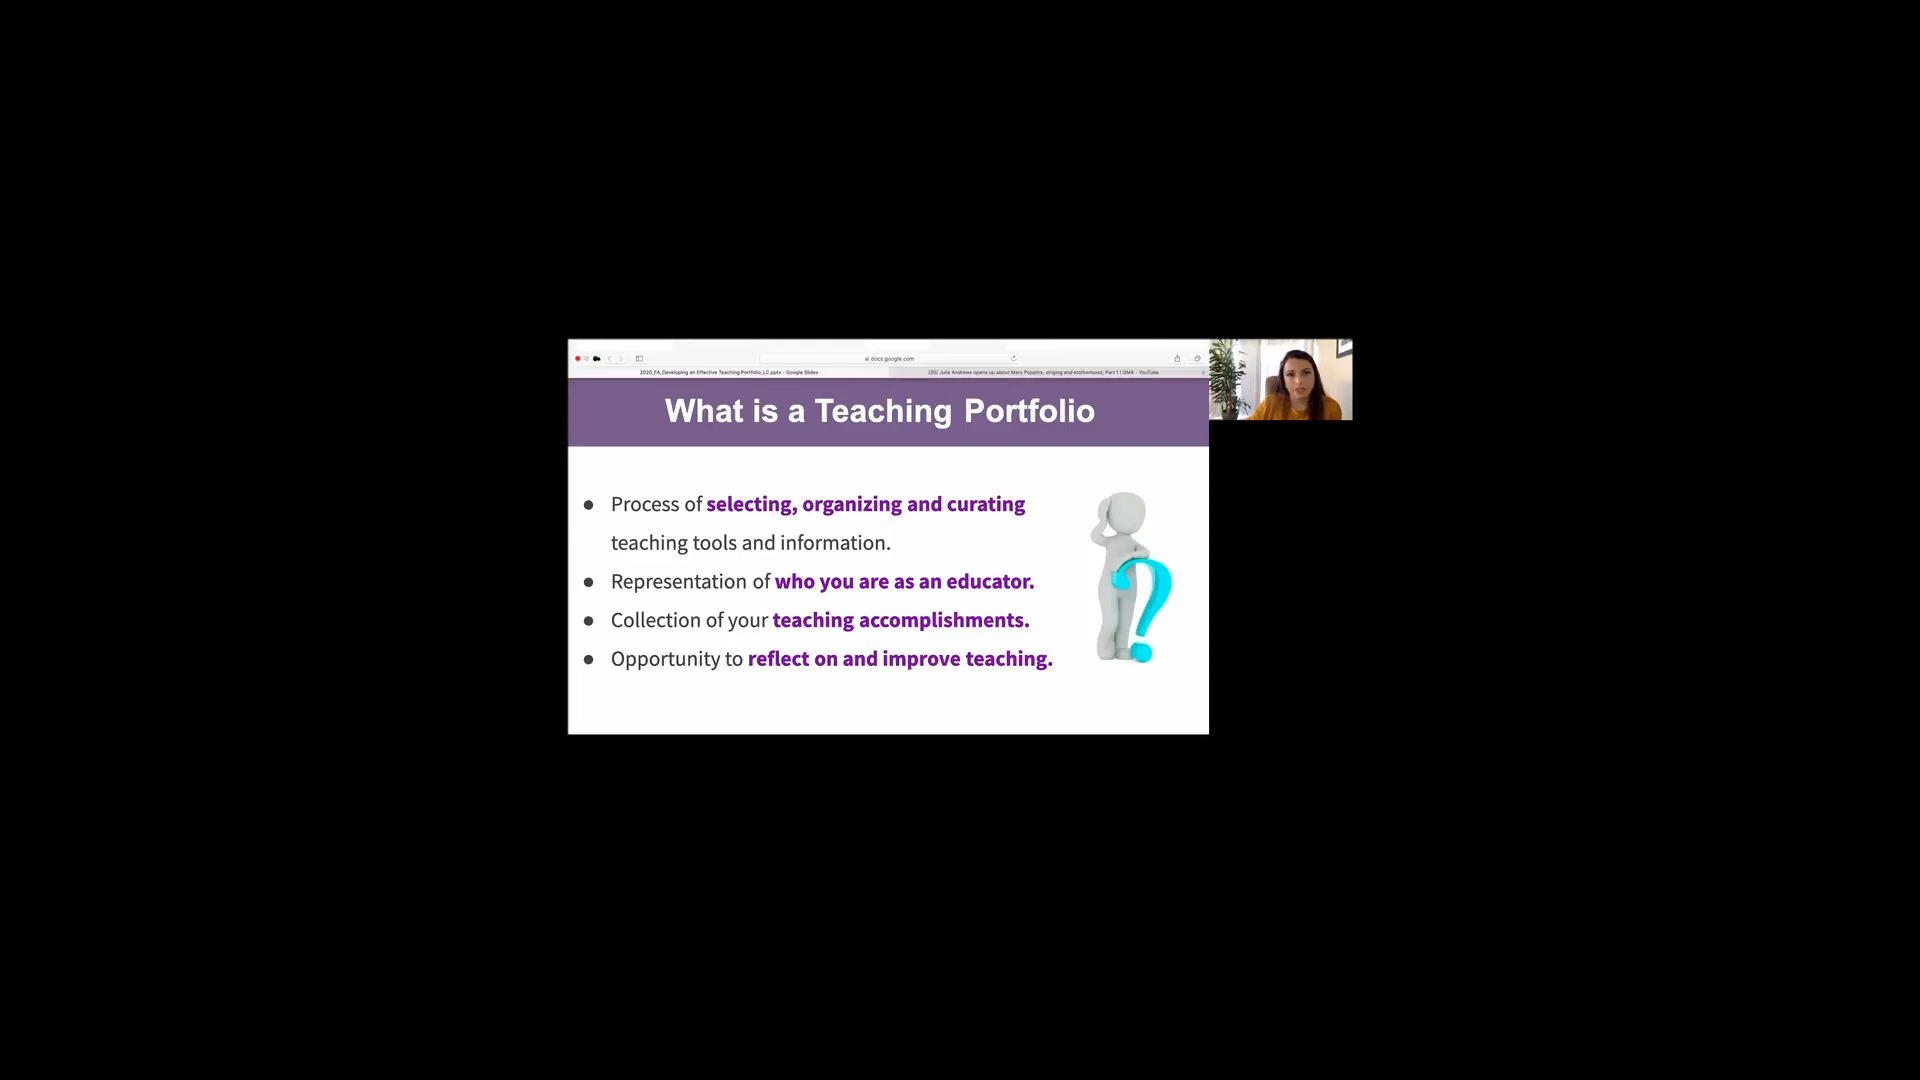 docs.google.com
2020_FA_Developing an Effective Teaching Portfolio_LC.pptx - Google Slides
(20) Julie Andrews opens up about Mary Poppins, singing and motherhood, Part 1 l GMA - YouTube
What is a Teaching Portfolio
● Process of selecting, organizing and curating
teaching tools and information.
● Representation of who you are as an educator.
● Collection of your teaching accomplishments.
● Opportunity to reflect on and improve teaching.